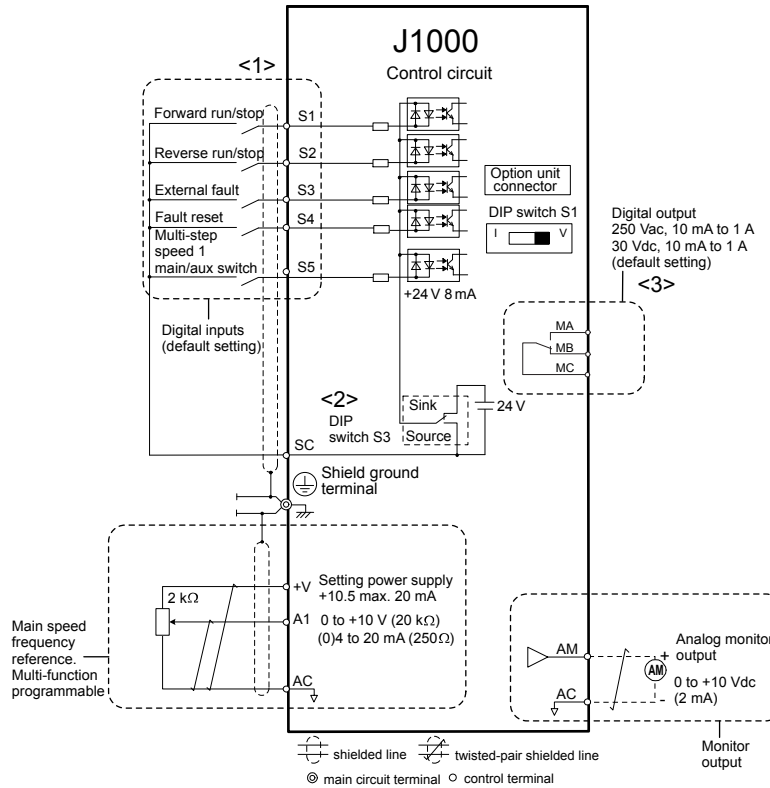 J1000
Control circuit
<1>
Forward run/stop
S1
Reverse run/stop
S2
External fault
S3
Fault reset
S4
Multi-step
speed 1
main/aux switch
S5
Digital inputs
(default setting)
+24 V 8 mA
Option unit
connector
DIP switch S1
I
V
Digital output
250 Vac, 10 mA to 1 A
30 Vdc, 10 mA to 1 A
(default setting)
<3>
MA
MB
MC
<2>
DIP
switch S3
Sink
Source
24 V
SC
Shield ground
terminal
Main speed
frequency
reference.
Multi-function
programmable
2 kΩ
+V
Setting power supply
+10.5 max. 20 mA
A1
0 to +10 V (20 kΩ)
(0)4 to 20 mA (250Ω)
AC
AM
AC
+
AM
-
Analog monitor
output
0 to +10 Vdc
(2 mA)
Monitor
output
shielded line
twisted-pair shielded line
main circuit terminal
control terminal